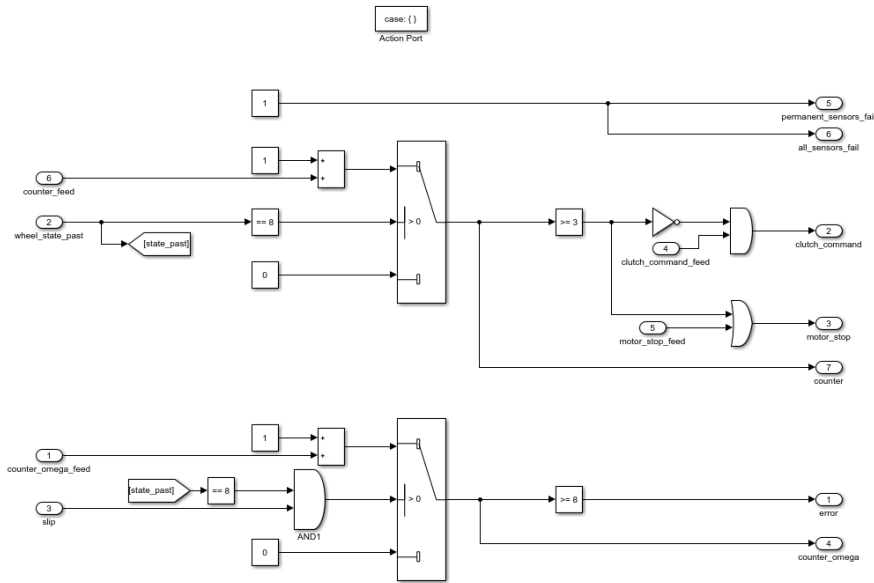 case: { }
Action Port
1
5
permanent_sensors_fai
6
all_sensors_fail
1
+
+
6
counter_feed
2
wheel_state_past
[state_past]
== 8
> 0
>= 3
4
clutch_command_feed
2
clutch_command
0
5
motor_stop_feed
3
motor_stop
7
counter
1
+
+
1
counter_omega_feed
[state_past]
== 8
3
slip
AND1
> 0
>= 8
1
error
0
4
counter_omega